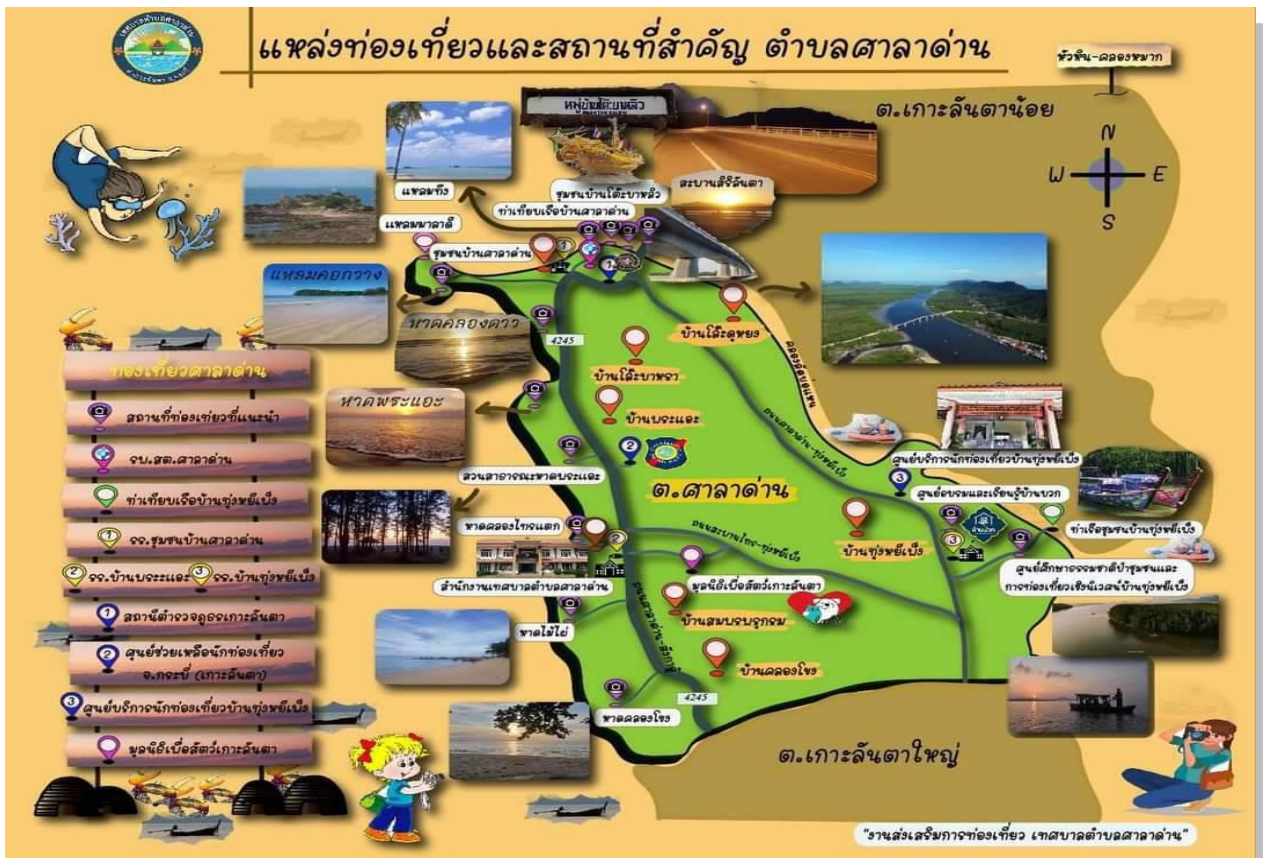 แหล่งท่องเที่ยวและสถานที่สำคัญ ตำบลศาลาด่าน
หัวหิน-คลองหมาก
ต.เกาะลันตาน้อย
N
W
E
S
หมู่บ้านโต๊ะบาหลิว
แหลมทึง
ชุมชนบ้านโต๊ะบาหลิว
สะพานสิริลันตา
ท่าเทียบเรือบ้านศาลาด่าน
แหลมมาลาดี
ชุมชนบ้านศาลาด่าน
แหลมคอกวาง
หาดคลองดาว
4245
บ้านโล๊ะดุหยง
บ้านโล๊ะบาหรา
หาดพระแอะ
บ้านพระแอะ
ถนนศาลาด่าน-ทุ่งหยีเพ็ง
สวนสาธารณะหาดพระแอะ
ต.ศาลาด่าน
ศูนย์บริการนักท่องเที่ยวบ้านทุ่งหยีเพ็ง
ศูนย์อบรมและเรียนรู้บ้านบวก
หาดคลองโทรแตก
บ้านทุ่งหยีเพ็ง
ท่าเรือชุมชนบ้านทุ่งหยีเพ็ง
สำนักงานเทศบาลตำบลศาลาด่าน
มูลนิธิเพื่อสัตว์เกาะลันตา
ศูนย์ศึกษาธรรมชาติป่าชุมชนและ
การท่องเที่ยวเชิงนิเวศน์บ้านทุ่งหยีเพ็ง
หาดไม้ไผ่
บ้านคลองโขง
4245
หาดคลองโขง
ต.เกาะลันตาใหญ่
ท่องเที่ยวศาลาด่าน
สถานที่ท่องเที่ยวที่แนะนำ
รพ.สต.ศาลาด่าน
ท่าเทียบเรือบ้านทุ่งหยีเพ็ง
1 รร.ชุมชนบ้านศาลาด่าน
2 รร.บ้านพระแอะ 3 รร.บ้านทุ่งหยีเพ็ง
1 สถานีตำรวจภูธรเกาะลันตา
2 ศูนย์ช่วยเหลือนักท่องเที่ยว
จ.กระบี่ (เกาะลันตา)
3 ศูนย์บริการนักท่องเที่ยวบ้านทุ่งหยีเพ็ง
มูลนิธิเพื่อสัตว์เกาะลันตา
"งานส่งเสริมการท่องเที่ยว เทศบาลตำบลศาลาด่าน"